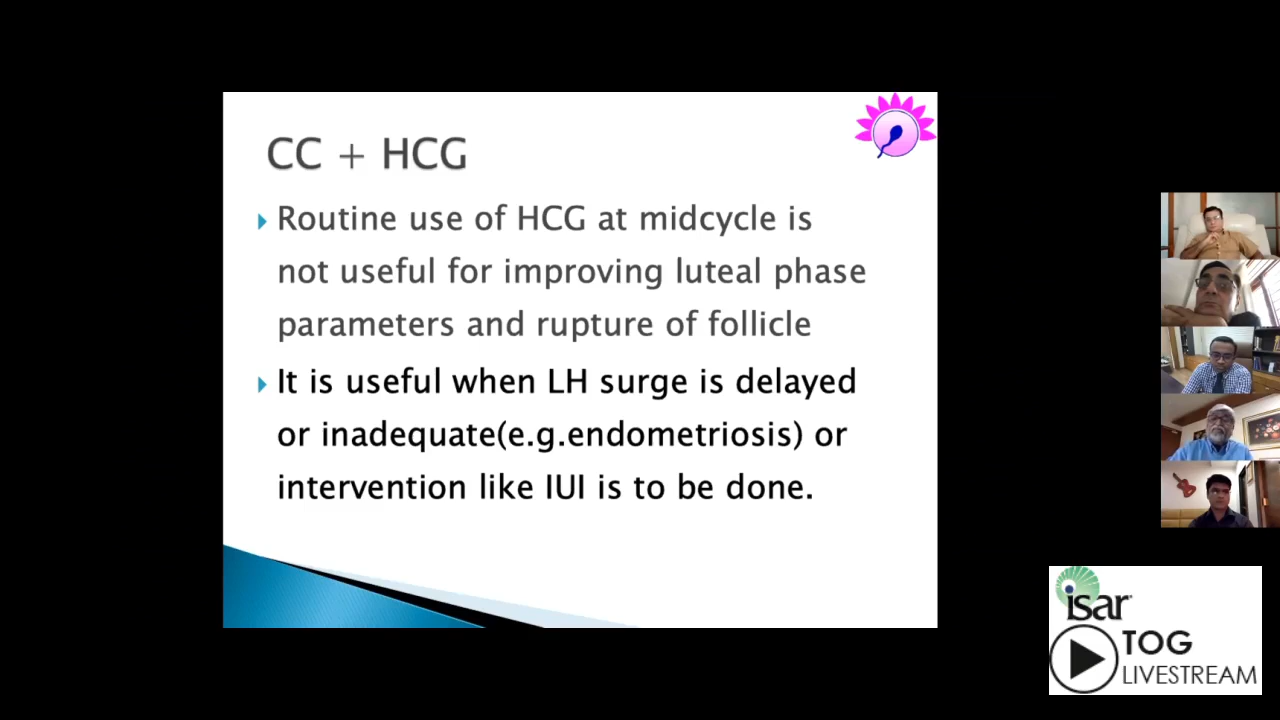 CC + HCG
Routine use of HCG at midcycle is
not useful for improving luteal phase
parameters and rupture of follicle
It is useful when LH surge is delayed
or inadequate(e.g.endometriosis) or
intervention like IUI is to be done.
isar
TOG
LIVESTREAM